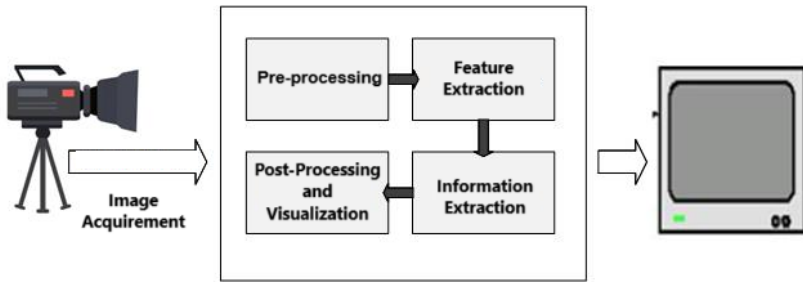 Pre-processing
Feature
Extraction
Image
Acquirement
Post-Processing
and
Visualization
Information
Extraction